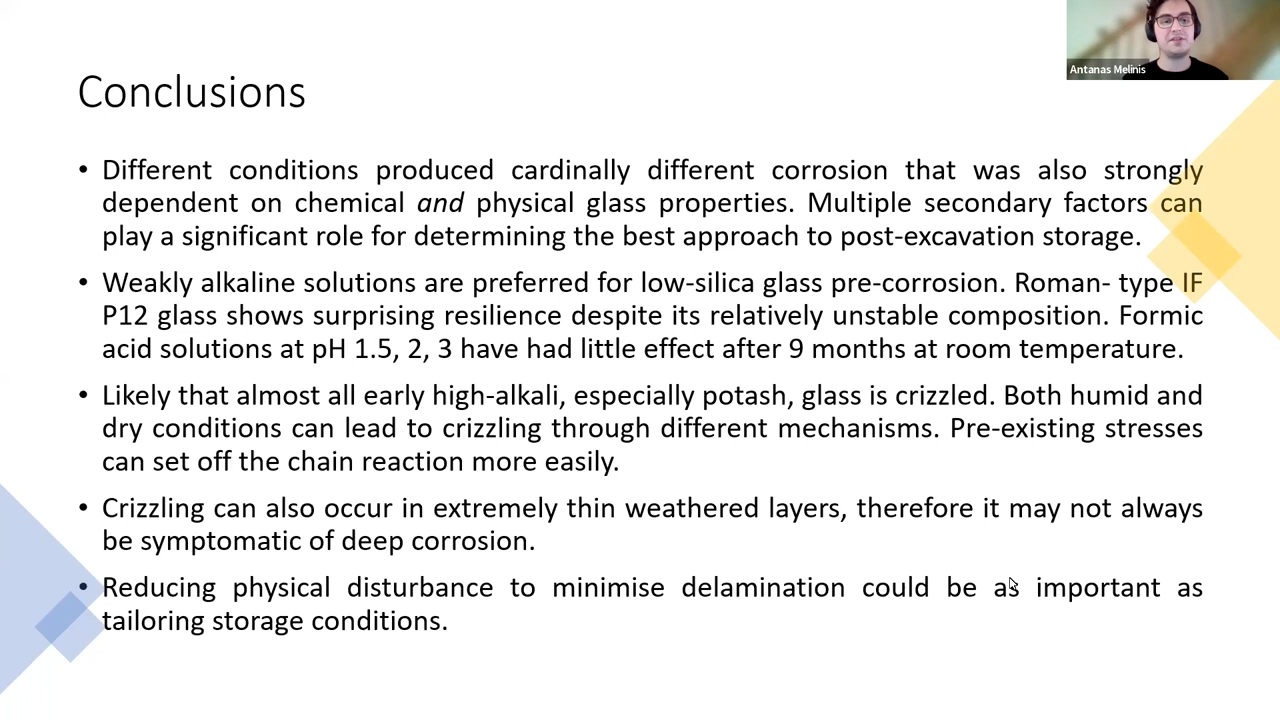 Antanas Melinis
Conclusions
• Different conditions produced cardinally different corrosion that was also strongly
dependent on chemical and physical glass properties. Multiple secondary factors can
play a significant role for determining the best approach to post-excavation storage.
• Weakly alkaline solutions are preferred for low-silica glass pre-corrosion. Roman- type IF
P12 glass shows surprising resilience despite its relatively unstable composition. Formic
acid solutions at pH 1.5, 2, 3 have had little effect after 9 months at room temperature.
• Likely that almost all early high-alkali, especially potash, glass is crizzled. Both humid and
dry conditions can lead to crizzling through different mechanisms. Pre-existing stresses
can set off the chain reaction more easily.
• Crizzling can also occur in extremely thin weathered layers, therefore it may not always
be symptomatic of deep corrosion.
• Reducing physical disturbance to minimise delamination could be as important as
tailoring storage conditions.